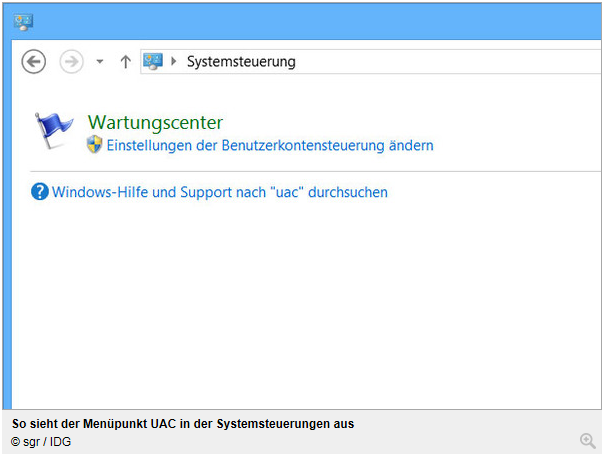 Systemsteuerung
Wartungscenter
Einstellungen der Benutzerkontensteuerung ändern
?
Windows-Hilfe und Support nach "uac" durchsuchen
So sieht der Menüpunkt UAC in der Systemsteuerungen aus
© sgr / IDG